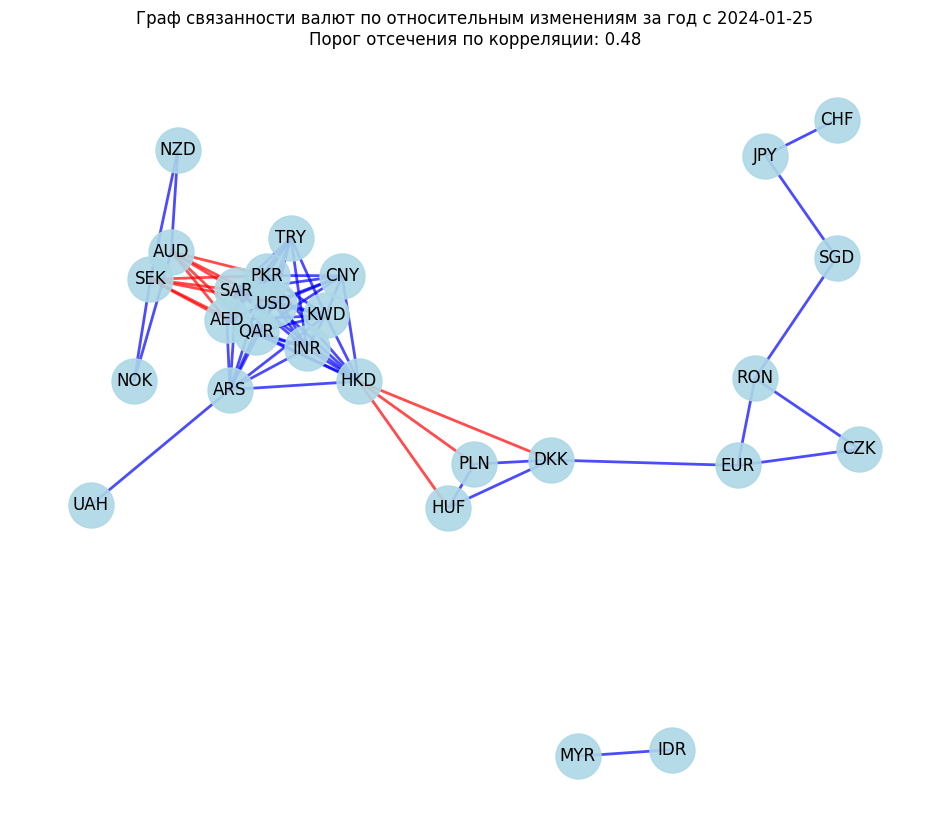 Граф связанности валют по относительным изменениям за год с 2024-01-25
Порог отсечения по корреляции: 0.48
CHF
NZD
JPY
TRY
AUD
SGD
SEK
PKR
CNY
SAR
USD
AED
KWD
QAR
INR
NOK
ARS
HKD
RON
CZK
PLN
DKK
EUR
UAH
HUF
MYR
IDR